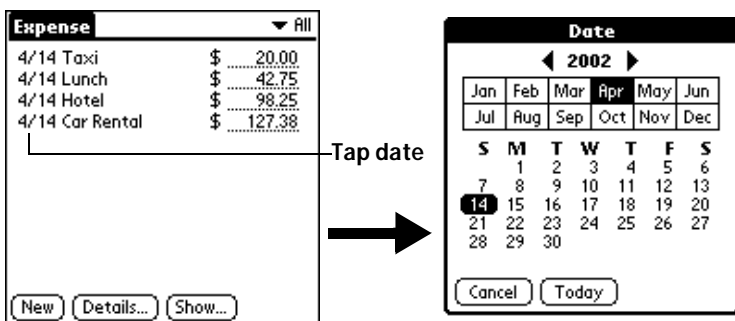 Expense
All
4/14 Taxi $ 20.00
4/14 Lunch $ 42.75
4/14 Hotel $ 98.25
4/14 Car Rental $ 127.38
New Details... Show...
Tap date
Date
2002
Jan Feb Mar Apr May Jun
Jul Aug Sep Oct Nov Dec
S M T W T F S
1 2 3 4 5 6
7 8 9 10 11 12 13
14 15 16 17 18 19 20
21 22 23 24 25 26 27
28 29 30
Cancel Today